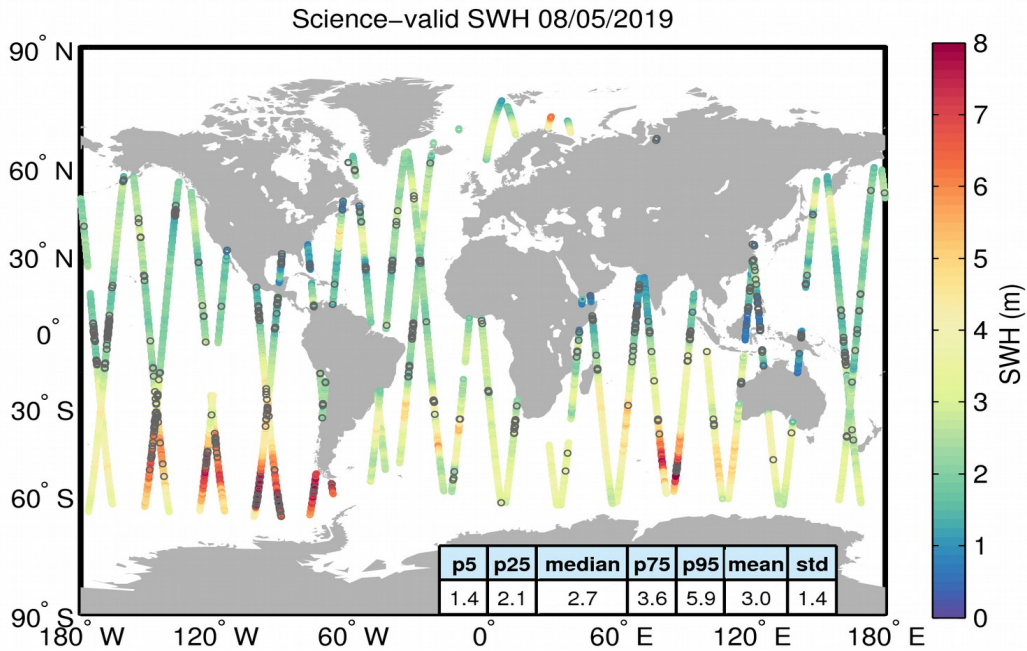 Science−valid SWH 08/05/2019
90° N
60° N
30° N
0°
30° S
60° S
90° S
180° W
120° W
60° W
0°
60° E
120° E
180° E
p5 p25 median p75 p95 mean std
1.4 2.1 2.7 3.6 5.9 3.0 1.4
8
7
6
5
4
3
2
1
0
SWH (m)